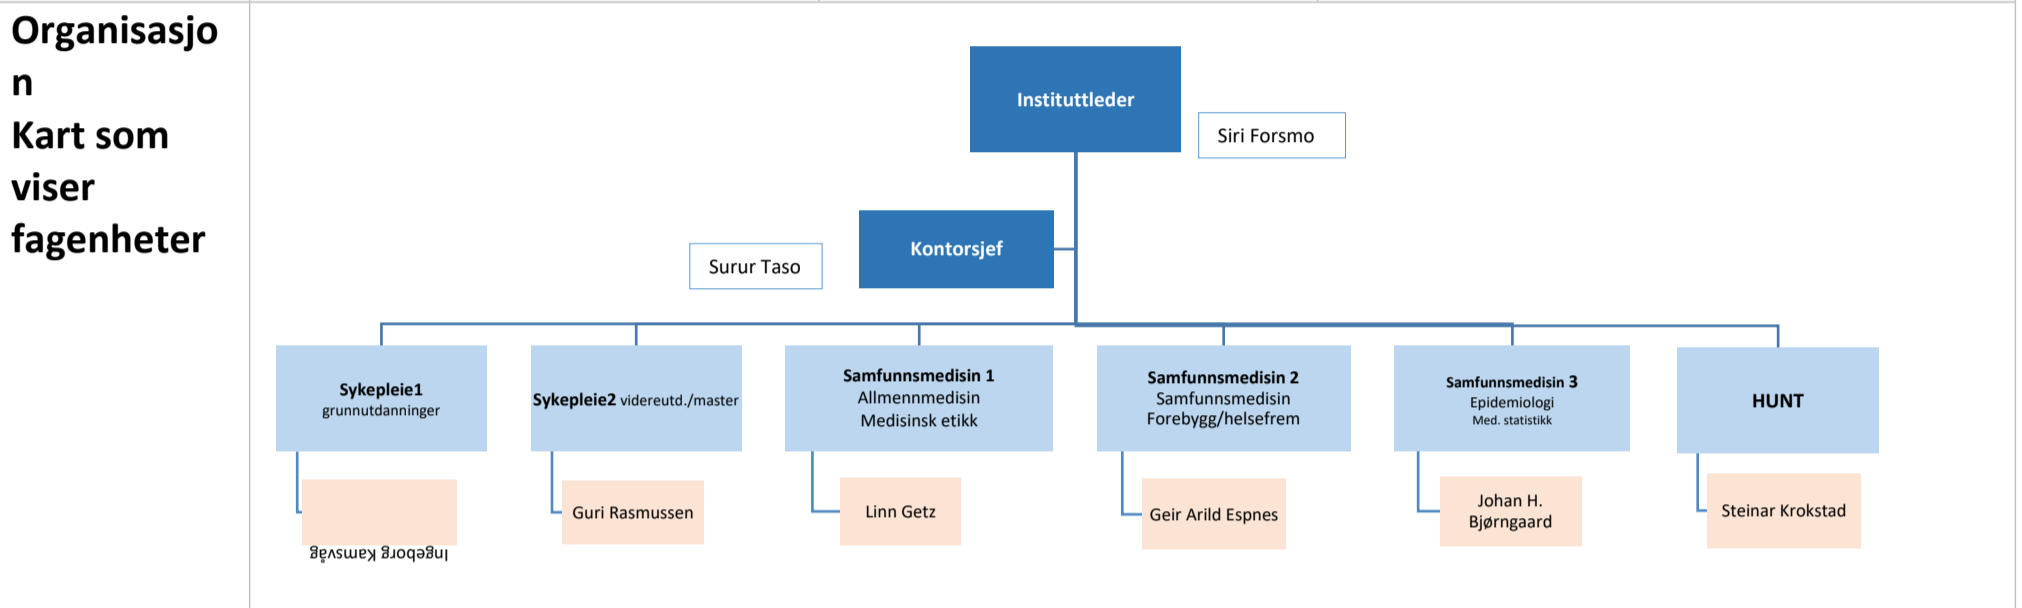 Organisasjo
n
Kart som
viser
fagenheter
Instituttleder
Siri Forsmo
Kontorsjef
Surur Taso
Sykepleie1
grunnutdanninger
Sykepleie2 videreutd./master
Samfunnsmedisin 1
Allmennmedisin
Medisinsk etikk
Samfunnsmedisin 2
Samfunnsmedisin
Forebygg/helsefrem
Samfunnsmedisin 3
Epidemiologi
Med. statistikk
HUNT
Ingeborg Kamsvåg
Guri Rasmussen
Linn Getz
Geir Arild Espnes
Johan H.
Bjørngaard
Steinar Krokstad